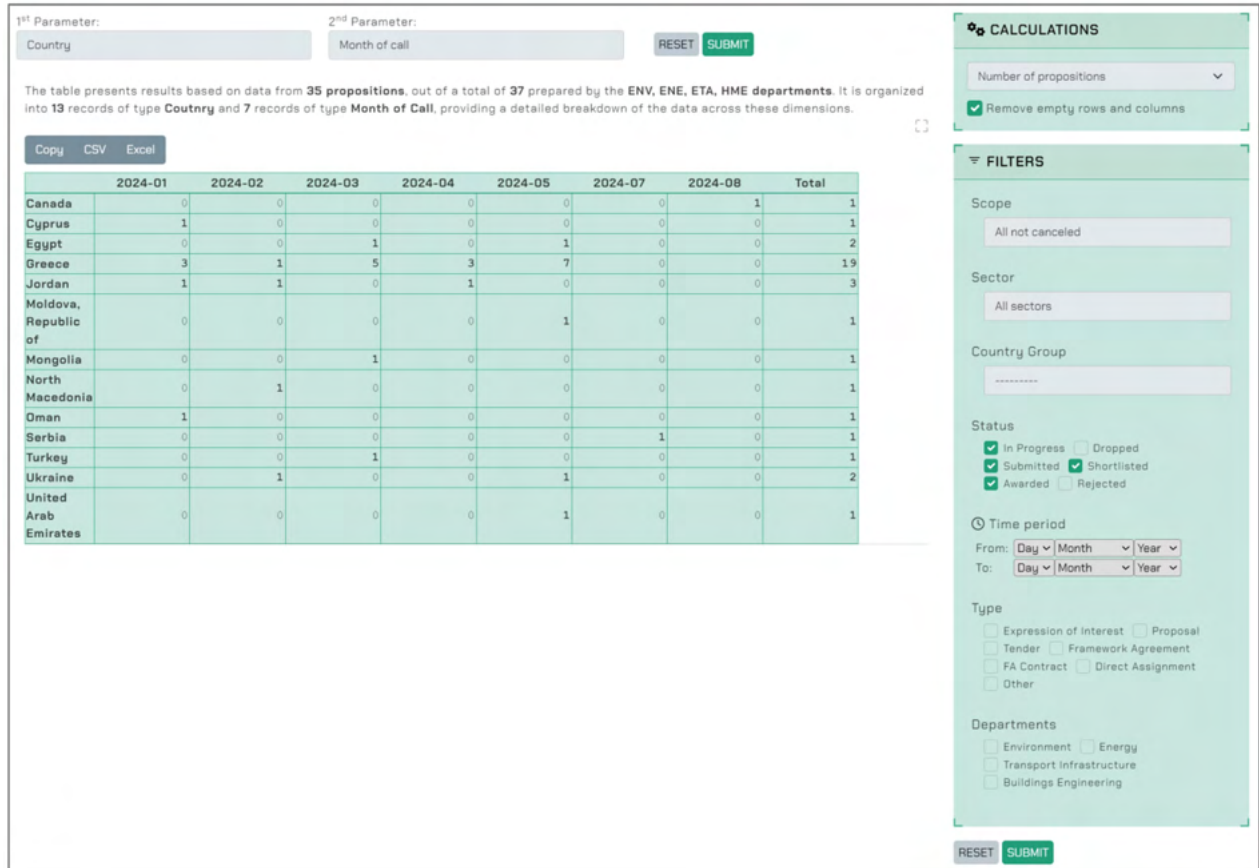 1st Parameter:
2nd Parameter:
Country
Month of call
RESET SUBMIT
The table presents results based on data from 35 propositions, out of a total of 37 prepared by the ENV, ENE, ETA, HME departments. It is organized
into 13 records of type Coutnry and 7 records of type Month of Call, providing a detailed breakdown of the data across these dimensions.
Copy CSV Excel
2024-01 2024-02 2024-03 2024-04 2024-05 2024-07 2024-08 Total
Canada 0 0 0 0 0 0 1 1
Cyprus 1 0 0 0 0 0 0 1
Egypt 0 0 1 0 1 0 0 2
Greece 3 1 5 3 7 0 0 19
Jordan 1 1 0 1 0 0 0 3
Moldova,
Republic
of 0 0 0 0 1 0 0 1
Mongolia 0 0 1 0 0 0 0 1
North
Macedonia 0 1 0 0 0 0 0 1
Oman 1 0 0 0 0 0 0 1
Serbia 0 0 0 0 0 1 0 1
Turkey 0 0 1 0 0 0 0 1
Ukraine 0 1 0 0 1 0 0 2
United
Arab
Emirates 0 0 0 0 1 0 0 1
CALCULATIONS
Number of propositions
Remove empty rows and columns
FILTERS
Scope
All not canceled
Sector
All sectors
Country Group
---------
Status
In Progress Dropped
Submitted Shortlisted
Awarded Rejected
Time period
From: Day Month Year
To: Day Month Year
Type
Expression of Interest Proposal
Tender Framework Agreement
FA Contract Direct Assignment
Other
Departments
Environment Energy
Transport Infrastructure
Buildings Engineering
RESET SUBMIT